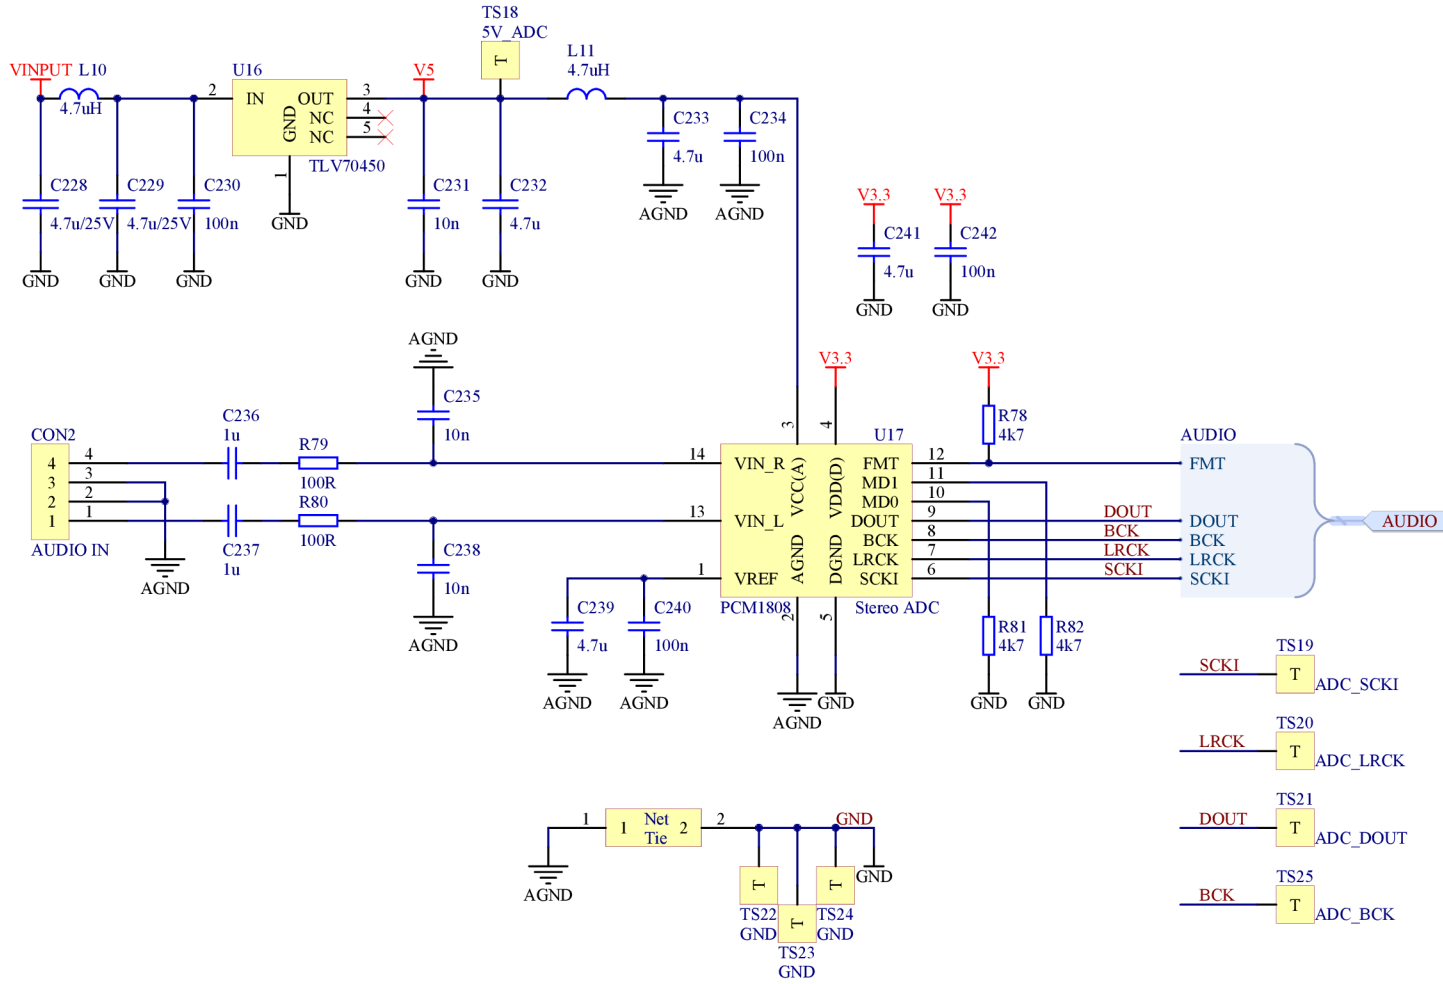 TS18
5V_ADC
T
VINPUT
L10
4.7uH
U16
2
IN
OUT
NC
NC
GND
3
4
5
1
TLV70450
GND
V5
L11
4.7uH
C228
4.7u/25V
GND
C229
4.7u/25V
GND
C230
100n
GND
C231
10n
GND
C232
4.7u
GND
C233
4.7u
AGND
C234
100n
AGND
V3.3
C241
4.7u
GND
V3.3
C242
100n
GND
AGND
C235
10n
CON2
4
3
2
1
4
3
2
1
AUDIO IN
AGND
C236
1u
R79
100R
R80
100R
C237
1u
C238
10n
AGND
V3.3
3
4
U17
14
VIN_R
13
VIN_L
1
VREF
VCC(A)
VDD(D)
AGND
DGND
FMT
MD1
MD0
DOUT
BCK
LRCK
SCKI
12
11
10
9
8
7
6
PCM1808
Stereo ADC
2
5
AGND
GND
C239
4.7u
AGND
C240
100n
AGND
V3.3
R78
4k7
R81
4k7
GND
R82
4k7
GND
DOUT
BCK
LRCK
SCKI
AUDIO
FMT
DOUT
BCK
LRCK
SCKI
AUDIO
SCKI
TS19
T
ADC_SCKI
LRCK
TS20
T
ADC_LRCK
DOUT
TS21
T
ADC_DOUT
BCK
TS25
T
ADC_BCK
1
1
Net
Tie
2
2
AGND
GND
GND
T
TS22
GND
T
TS23
GND
T
TS24
GND